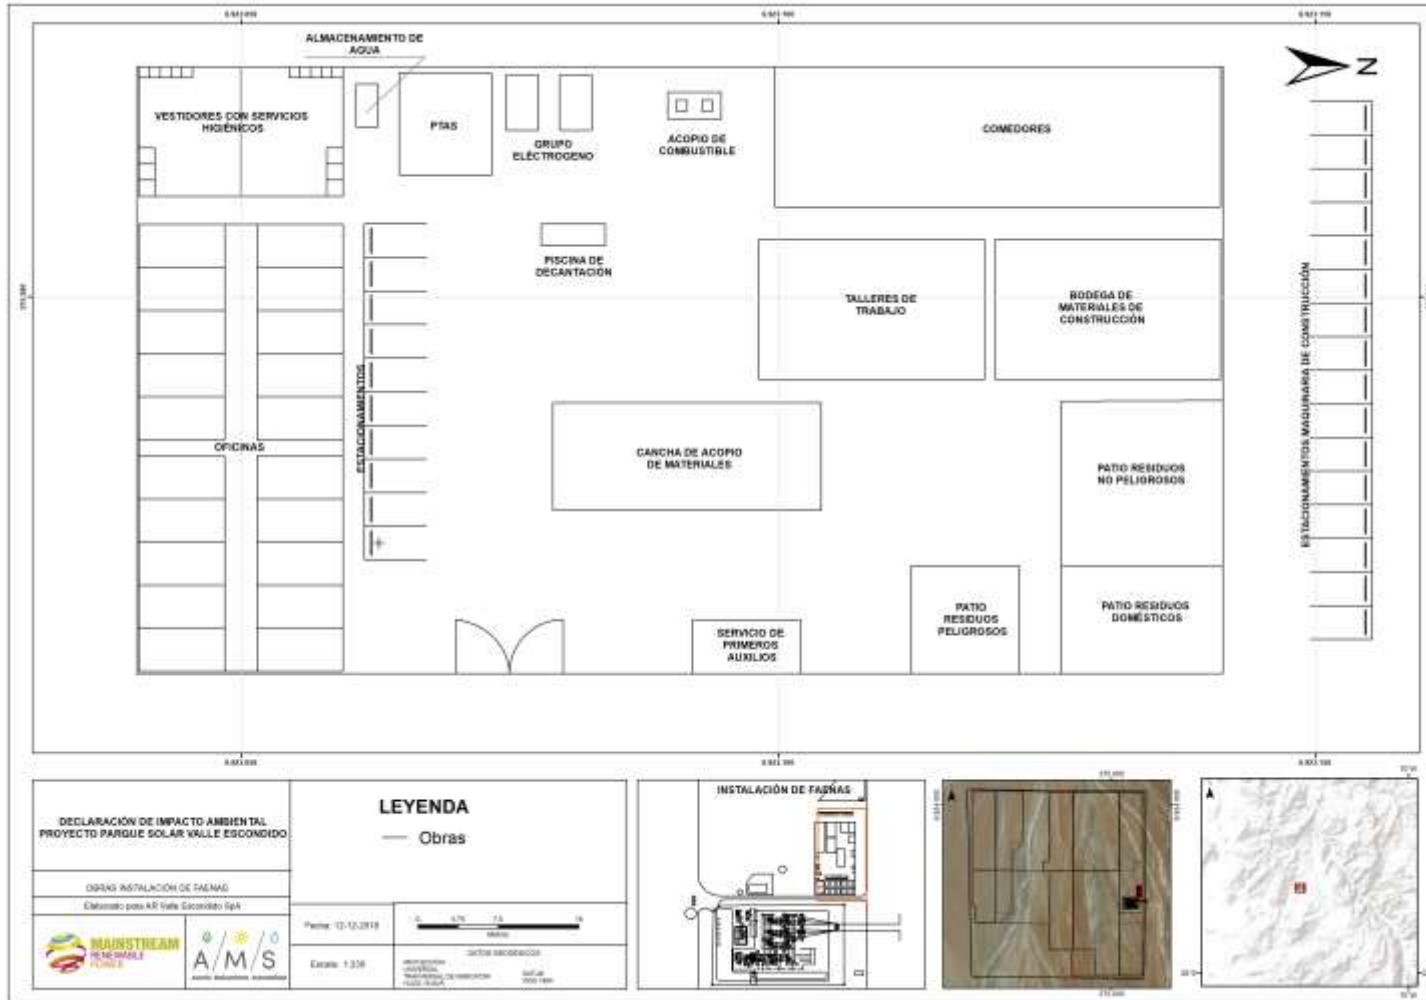 ALMACENAMIENTO DE
AGUA
N
VESTIDORES CON SERVICIOS
HIGIÉNICOS
PTAS
GRUPO
ELÉCTROGENO
ACOPIO DE
COMBUSTIBLE
COMEDORES
PISCINA DE
DECANTACIÓN
TALLERES DE
TRABAJO
BODEGA DE
MATERIALES DE
CONSTRUCCIÓN
ESTACIONAMIENTOS MAQUINARIA DE CONSTRUCCIÓN
ESTACIONAMIENTOS
OFICINAS
CANCHA DE ACOPIO
DE MATERIALES
PATIO RESIDUOS
NO PELIGROSOS
PATIO
RESIDUOS
PELIGROSOS
PATIO RESIDUOS
DOMÉSTICOS
SERVICIO DE
PRIMEROS
AUXILIOS
DECLARACIÓN DE IMPACTO AMBIENTAL
PROYECTO PARQUE SOLAR VALLE ESCONDIDO
OBRAS INSTALACIÓN DE FAENAS
Elaborado para AR Valle Escondido SpA
MAINSTREAM
RENEWABLE
POWER
A/M/S
LEYENDA
Obras
Fecha: 12-12-2018
INSTALACIÓN DE FAENAS